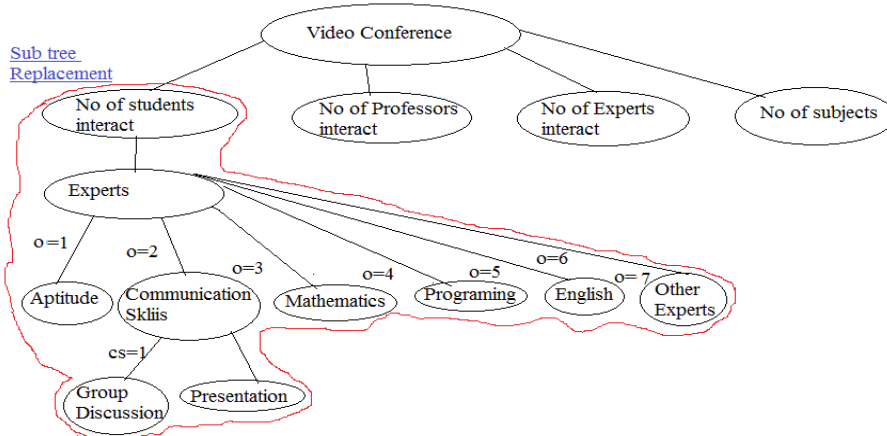 Video Conference
Sub tree
Replacement
No of students
interact
No of Professors
interact
No of Experts
interact
No of subjects
Experts
o=1
o=2
o=3
o=4
o=5
o=6
o= 7
Aptitude
Communication
Skliis
Mathematics
Programing
English
Other
Experts
cs=1
Group
Discussion
Presentation